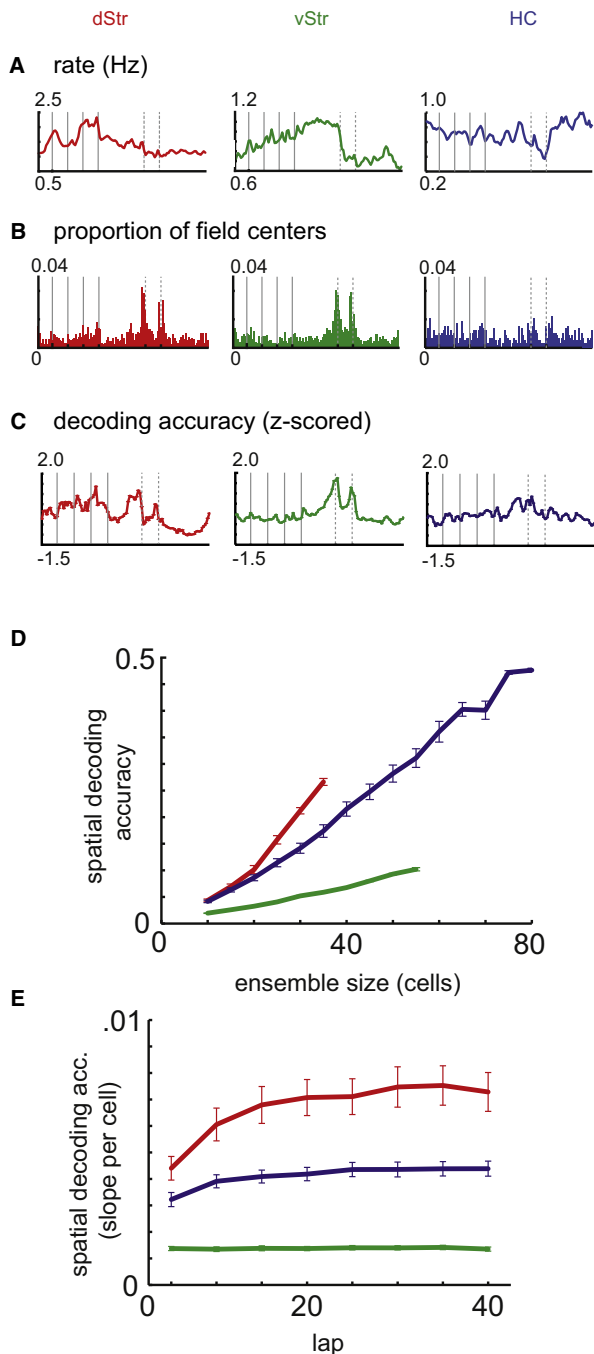 dStr vStr HC
A rate (Hz)
2.5 1.2 1.0
0.5 0.6 0.2
B proportion of field centers
0.04 0.04 0.04
0 0 0
C decoding accuracy (z-scored)
2.0 2.0 2.0
-1.5 -1.5 -1.5
D
spatial decoding
accuracy
0.5
0
0 40 80
ensemble size (cells)
E
spatial decoding acc.
(slope per cell)
.01
0
0 20 40
lap